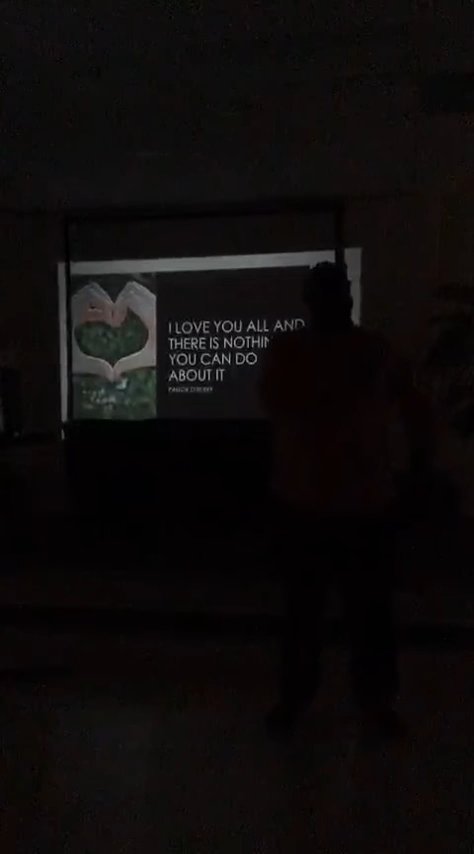 I LOVE YOU ALL AND
THERE IS NOTHIN
YOU CAN DO
ABOUT IT